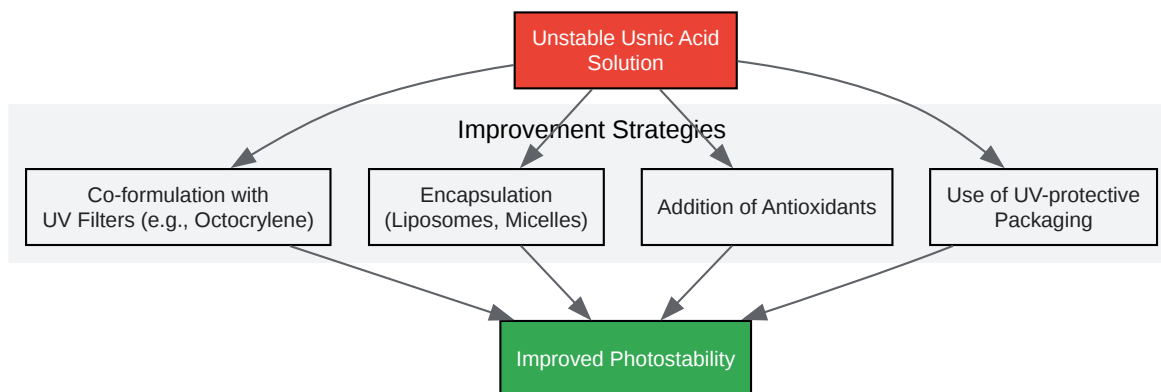 Unstable Usnic Acid
Solution
Improvement Strategies
Co-formulation with
UV Filters (e.g., Octocrylene)
Encapsulation
(Liposomes, Micelles)
Addition of Antioxidants
Use of UV-protective
Packaging
Improved Photostability